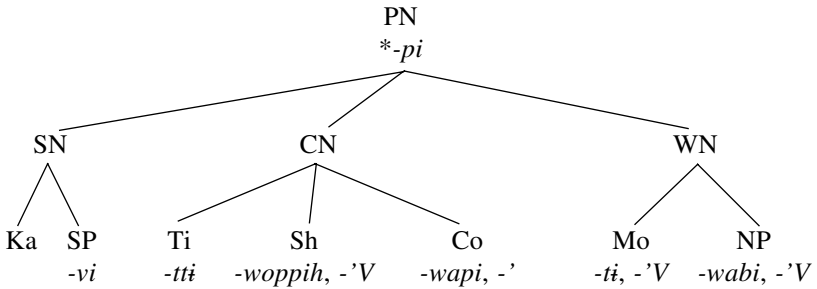 PN
*-pi
SN CN WN
Ka SP Ti Sh Co Mo NP
-vi -ttɨ -woppih, -'V -wapi, -' -tɨ, -'V -wabi, -'V